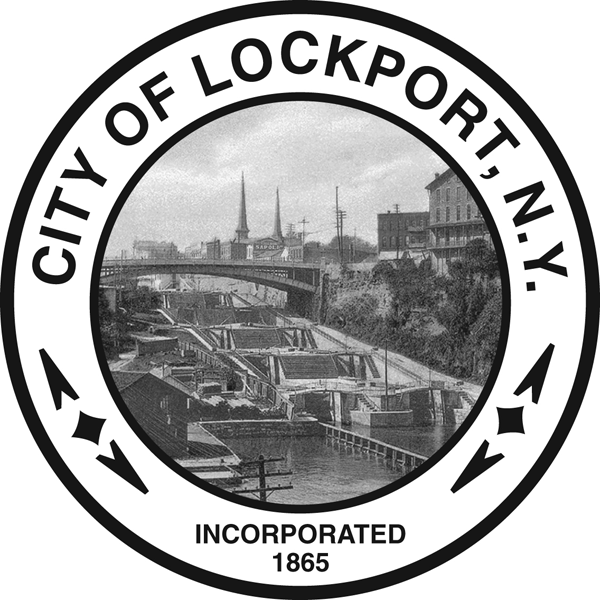 CITY OF LOCKPORT, N.Y.
INCORPORATED
1865